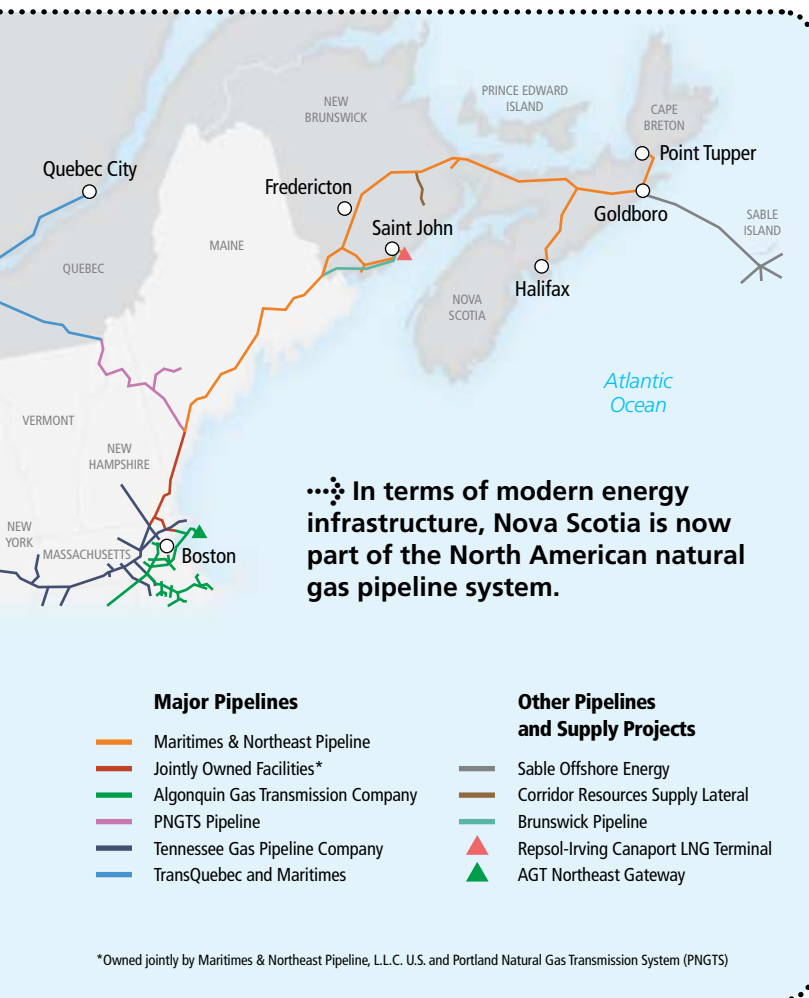 PRINCE EDWARD
ISLAND
NEW
BRUNSWICK
CAPE
BRETON
Point Tupper
Quebec City
Fredericton
Goldboro
SABLE
ISLAND
Saint John
MAINE
QUEBEC
Halifax
NOVA
SCOTIA
Atlantic
Ocean
VERMONT
NEW
HAMPSHIRE
NEW
YORK
MASSACHUSETTS
Boston
In terms of modern energy
infrastructure, Nova Scotia is now
part of the North American natural
gas pipeline system.
Major Pipelines
Maritimes & Northeast Pipeline
Jointly Owned Facilities*
Algonquin Gas Transmission Company
PNGTS Pipeline
Tennessee Gas Pipeline Company
TransQuebec and Maritimes
Other Pipelines
and Supply Projects
Sable Offshore Energy
Corridor Resources Supply Lateral
Brunswick Pipeline
Repsol-Irving Canaport LNG Terminal
AGT Northeast Gateway
*Owned jointly by Maritimes & Northeast Pipeline, L.L.C. U.S. and Portland Natural Gas Transmission System (PNGTS)